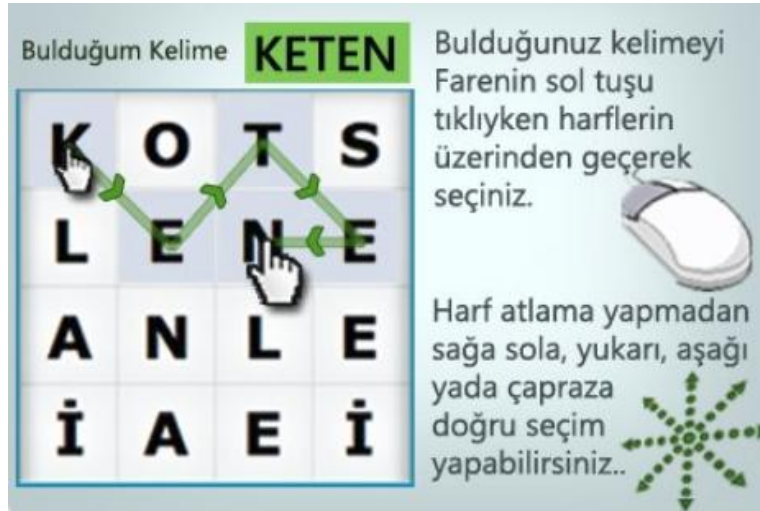 Bulduğum Kelime KETEN
K O T S
L E N E
A N L E
İ A E İ
Bulduğunuz kelimeyi
Farenin sol tuşu
tıklıyken harflerin
üzerinden geçerek
seçiniz.
Harf atlama yapmadan
sağa sola, yukarı, aşağı
yada çapraza
doğru seçim
yapabilirsiniz..